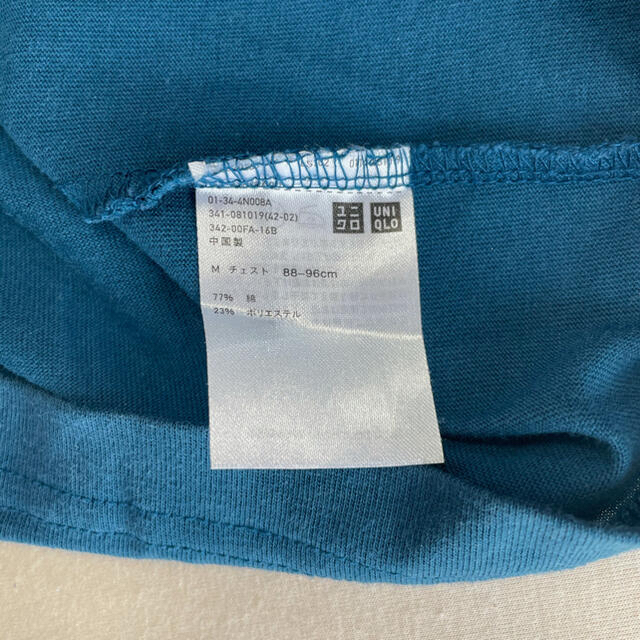 01-34-4N008A
341-081019(42-02)
342-00FA-16B
中国製
ユニ
クロ
UNI
QLO
M チェスト 88-96cm
77% 綿
23% ポリエステル